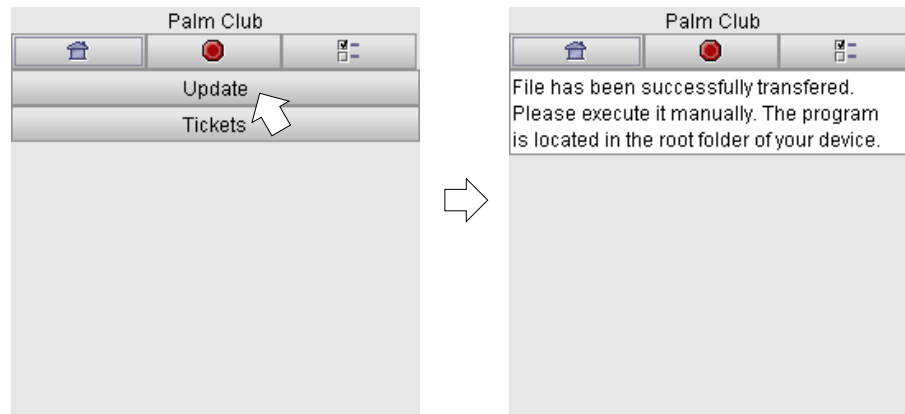 Palm Club
Update
Tickets
Palm Club
File has been successfully transfered.
Please execute it manually. The program
is located in the root folder of your device.